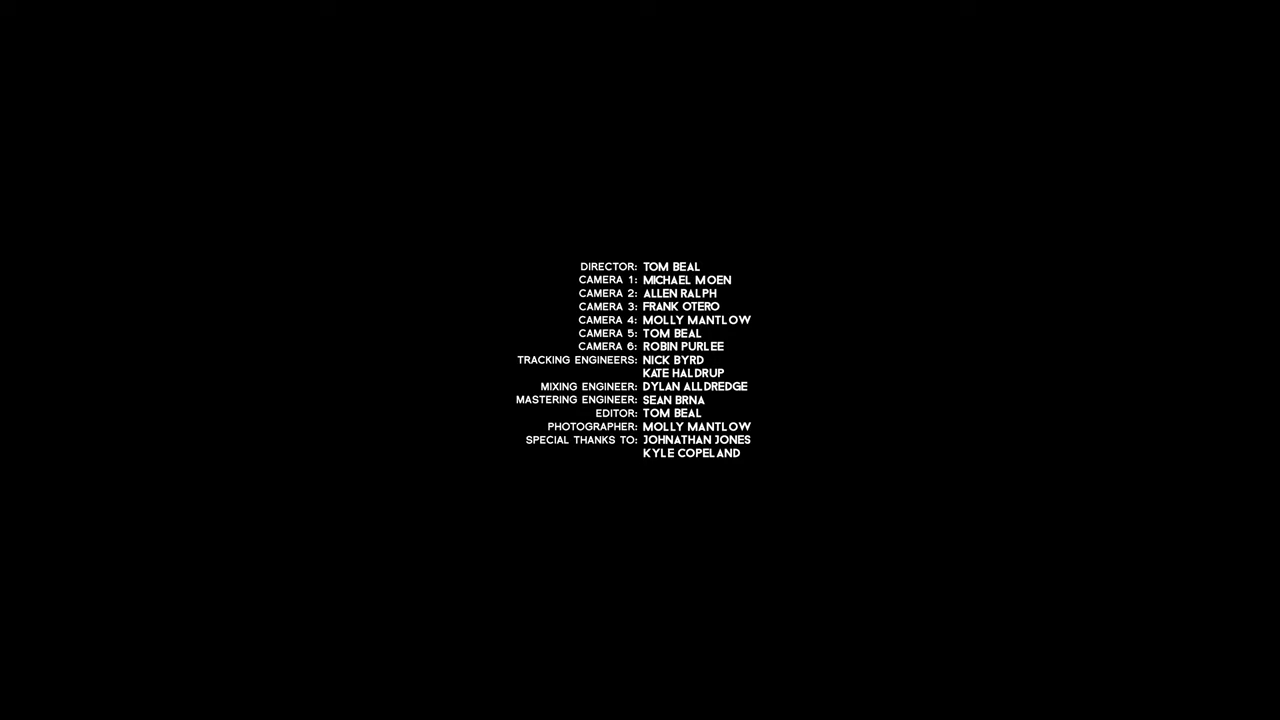 DIRECTOR: TOM BEAL
CAMERA 1: MICHAEL MOEN
CAMERA 2: ALLEN RALPH
CAMERA 3: FRANK OTERO
CAMERA 4: MOLLY MANTLOW
CAMERA 5: TOM BEAL
CAMERA 6: ROBIN PURLEE
TRACKING ENGINEERS: NICK BYRD
KATE HALDRUP
MIXING ENGINEER: DYLAN ALLDREDGE
MASTERING ENGINEER: SEAN BRNA
EDITOR: TOM BEAL
PHOTOGRAPHER: MOLLY MANTLOW
SPECIAL THANKS TO: JOHNATHAN JONES
KYLE COPELAND